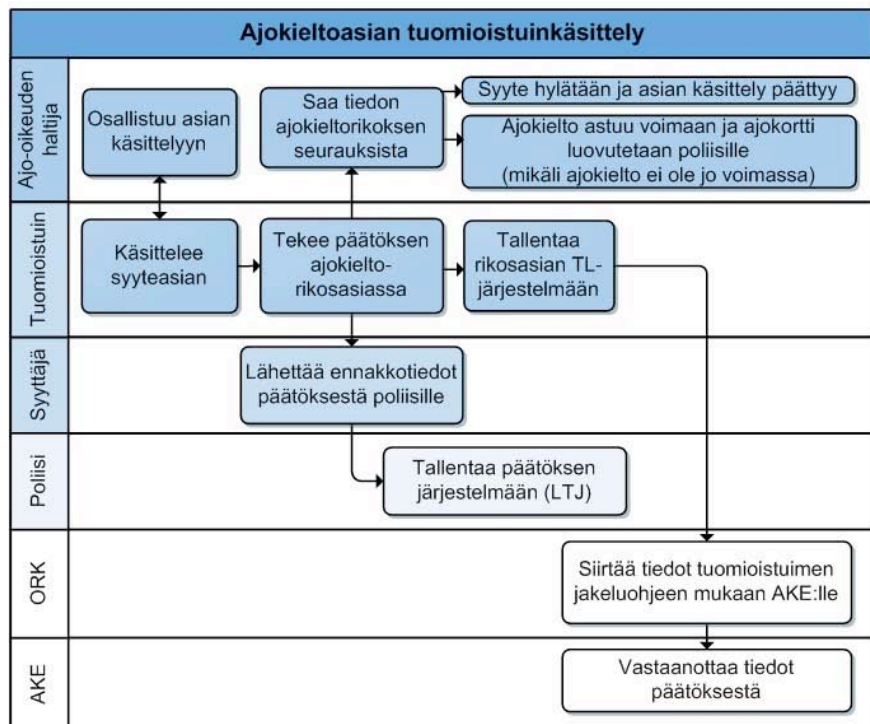 Ajokieltoasian tuomioistuinkäsittely
Ajo-oikeuden
haltija
Osallistuu asian
käsittelyyn
Saa tiedon
ajokieltorikoksen
seurauksista
Syyte hylätään ja asian käsittely päättyy
Ajokielto astuu voimaan ja ajokortti
luovutetaan poliisille
(mikäli ajokielto ei ole jo voimassa)
Tuomioistuin
Käsittelee
syyteasian
Tekee päätöksen
ajokielto-
rikosasiassa
Tallentaa
rikosasian TL-
järjestelmään
Syyttäjä
Lähettää ennakkotiedot
päätöksestä poliisille
Poliisi
Tallentaa päätöksen
järjestelmään (LTJ)
ORK
Siirtää tiedot tuomioistuimen
jakeluohjeen mukaan AKE:lle
AKE
Vastaanottaa tiedot
päätöksestä